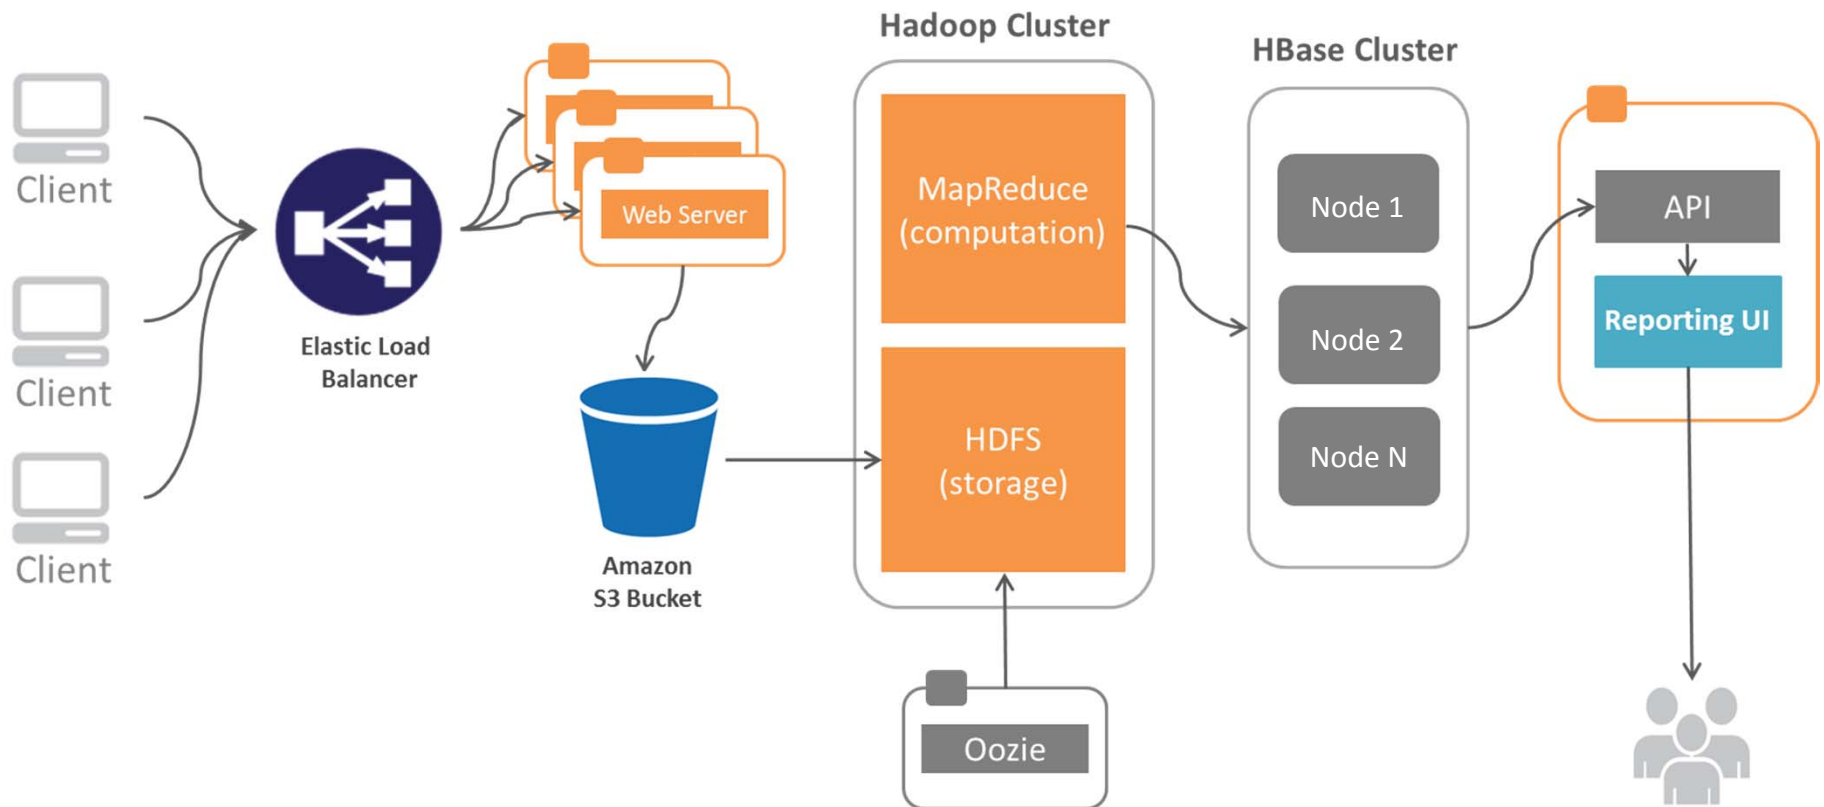 Hadoop Cluster
HBase Cluster
Client
Client
Client
Elastic Load
Balancer
Web Server
Amazon
S3 Bucket
MapReduce
(computation)
HDFS
(storage)
Oozie
Node 1
Node 2
Node N
API
Reporting UI